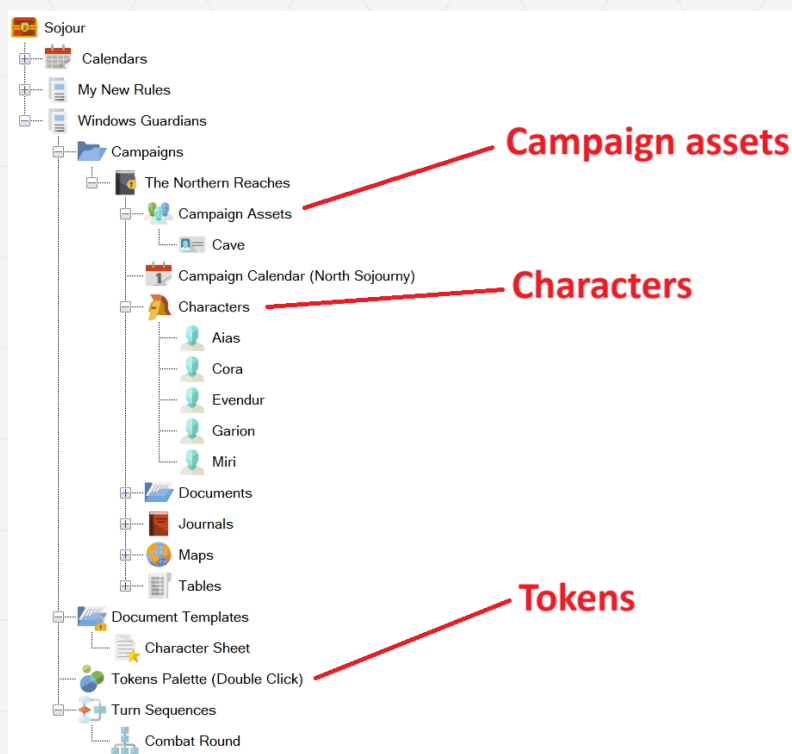 Sojour
Calendars
My New Rules
Windows Guardians
Campaigns
Campaign assets
The Northern Reaches
Campaign Assets
Cave
Campaign Calendar (North Sojourny)
Characters
Characters
Aias
Cora
Evendur
Garion
Miri
Documents
Journals
Maps
Tables
Tokens
Document Templates
Character Sheet
Tokens Palette (Double Click)
Turn Sequences
Combat Round